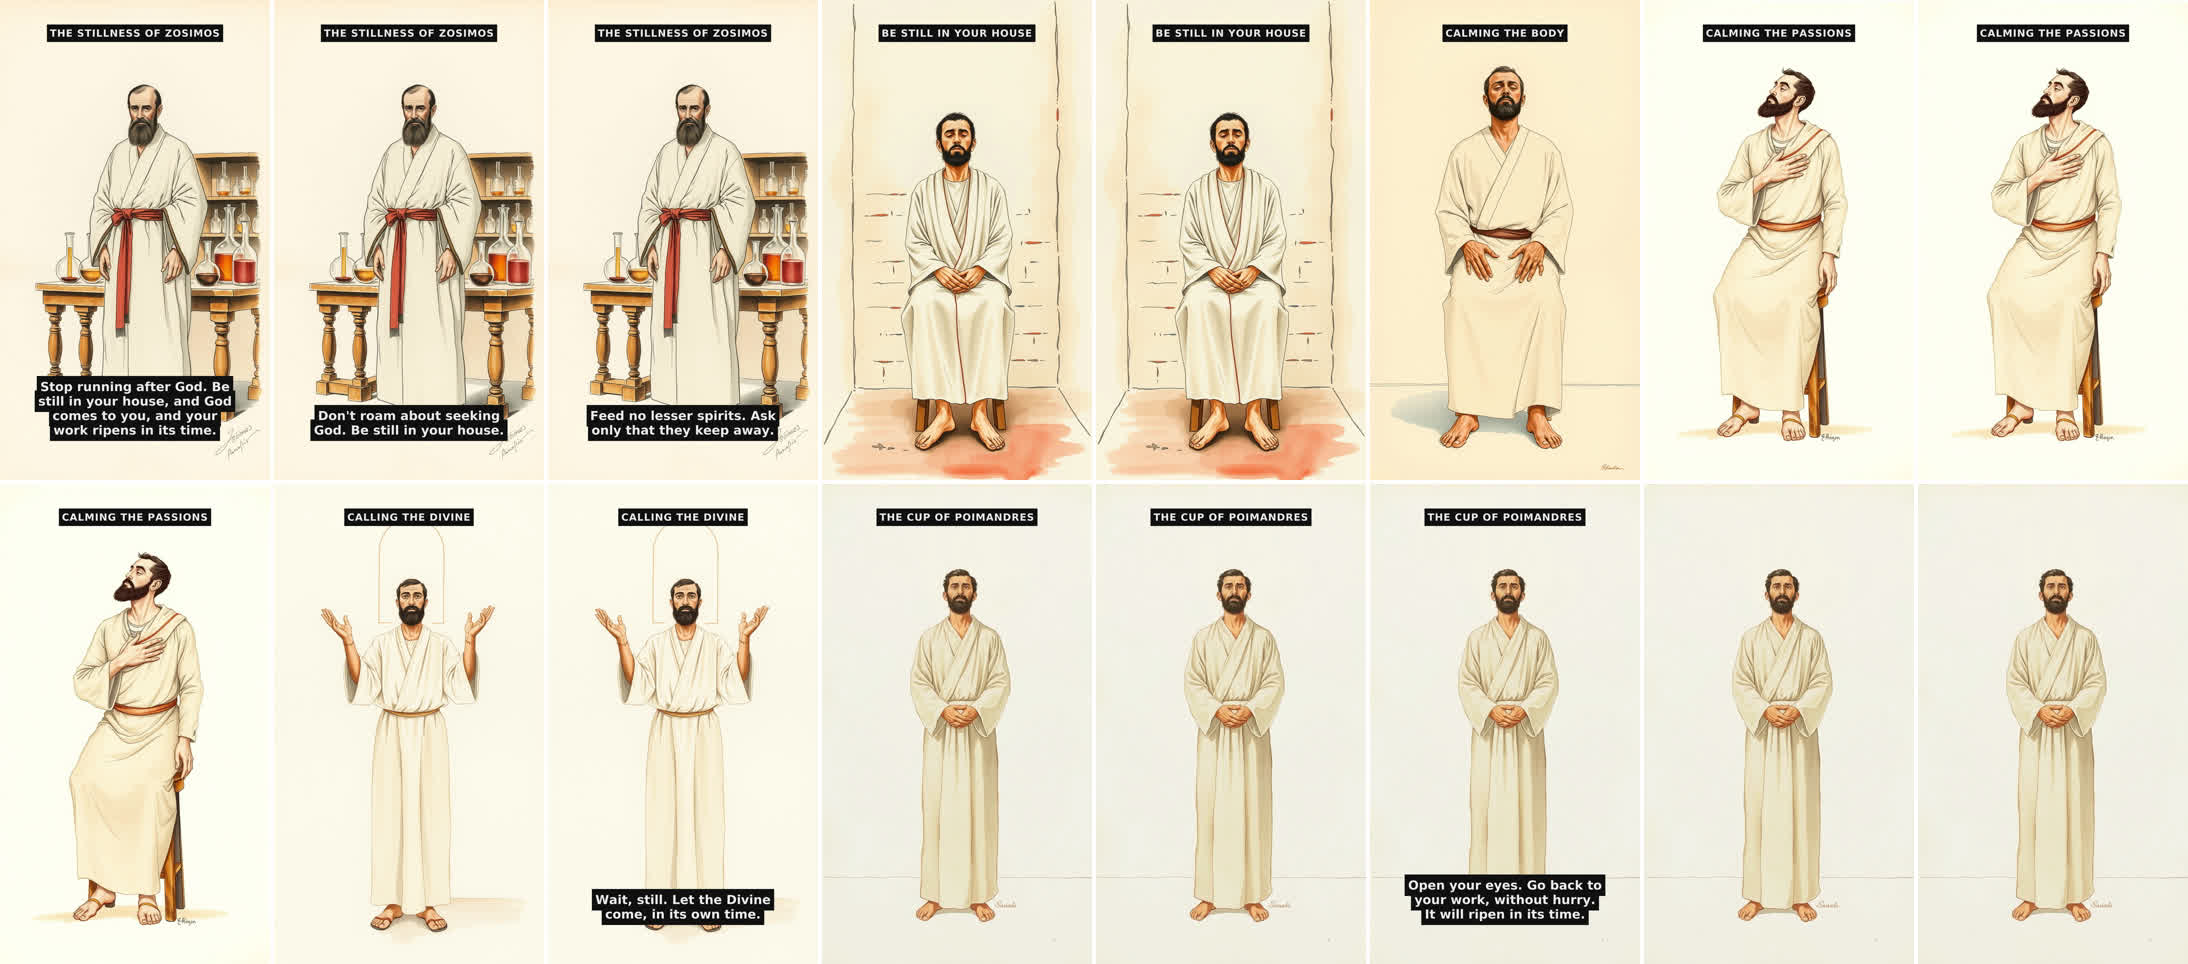 THE STILLNESS OF ZOSIMOS
Stop running after God. Be
still in your house, and God
comes to you, and your
work ripens in its time.
THE STILLNESS OF ZOSIMOS
Don't roam about seeking
God. Be still in your house.
THE STILLNESS OF ZOSIMOS
Feed no lesser spirits. Ask
only that they keep away.
BE STILL IN YOUR HOUSE
BE STILL IN YOUR HOUSE
CALMING THE BODY
CALMING THE PASSIONS
CALMING THE PASSIONS
CALMING THE PASSIONS
CALLING THE DIVINE
CALLING THE DIVINE
Wait, still. Let the Divine
come, in its own time.
THE CUP OF POIMANDRES
THE CUP OF POIMANDRES
THE CUP OF POIMANDRES
Open your eyes. Go back to
your work, without hurry.
It will ripen in its time.